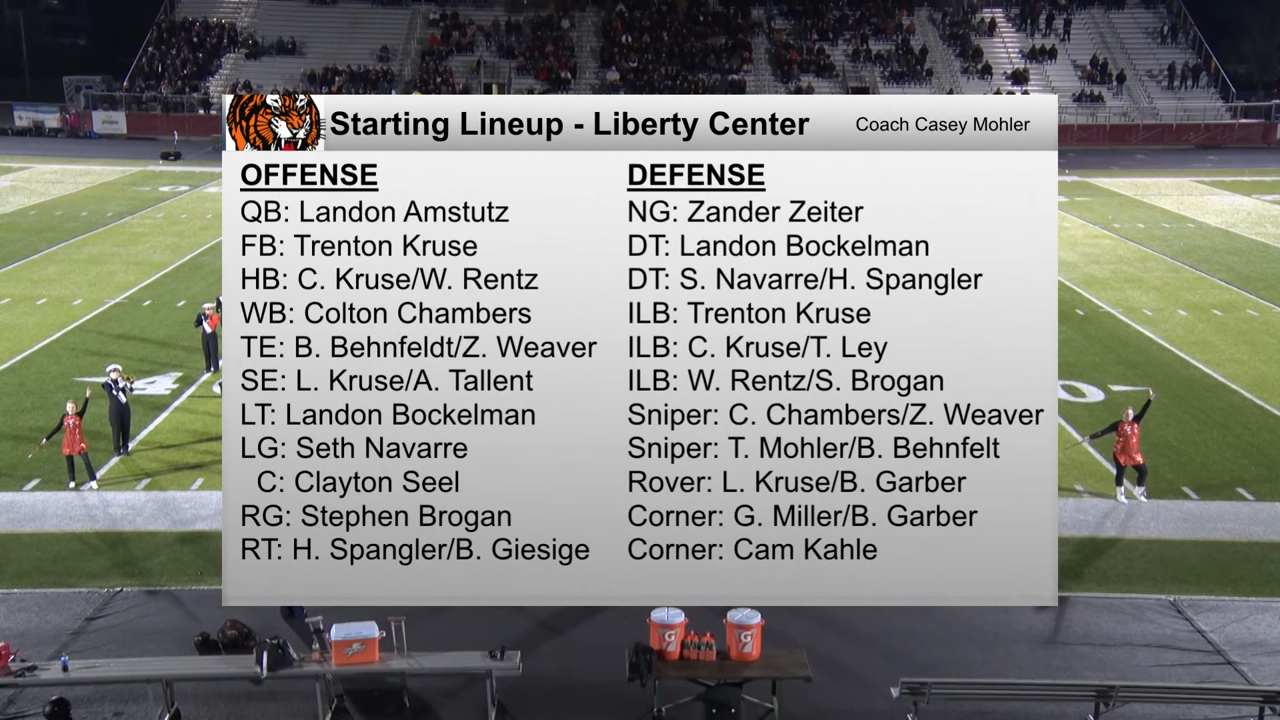 Starting Lineup - Liberty Center
Coach Casey Mohler
OFFENSE
QB: Landon Amstutz
FB: Trenton Kruse
HB: C. Kruse/W. Rentz
WB: Colton Chambers
TE: B. Behnfeldt/Z. Weaver
SE: L. Kruse/A. Tallent
LT: Landon Bockelman
LG: Seth Navarre
C: Clayton Seel
RG: Stephen Brogan
RT: H. Spangler/B. Giesige
DEFENSE
NG: Zander Zeiter
DT: Landon Bockelman
DT: S. Navarre/H. Spangler
ILB: Trenton Kruse
ILB: C. Kruse/T. Ley
ILB: W. Rentz/S. Brogan
Sniper: C. Chambers/Z. Weaver
Sniper: T. Mohler/B. Behnfelt
Rover: L. Kruse/B. Garber
Corner: G. Miller/B. Garber
Corner: Cam Kahle
G
G